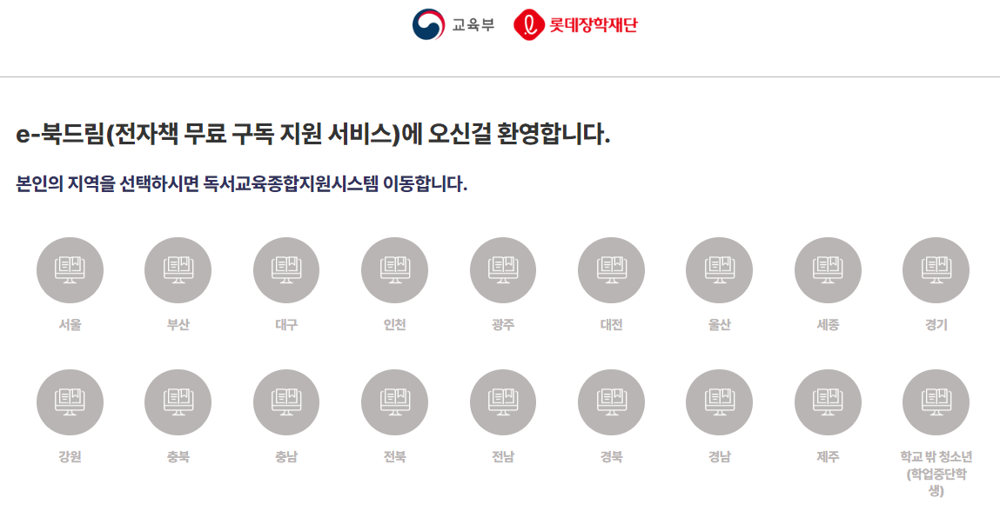 교육부 롯데장학재단
e-북드림(전자책 무료 구독 지원 서비스)에 오신걸 환영합니다.
본인의 지역을 선택하시면 독서교육종합지원시스템 이동합니다.
서울 부산 대구 인천 광주 대전 울산 세종 경기
강원 충북 충남 전북 전남 경북 경남 제주 학교 밖 청소년
(학업중단학
생)